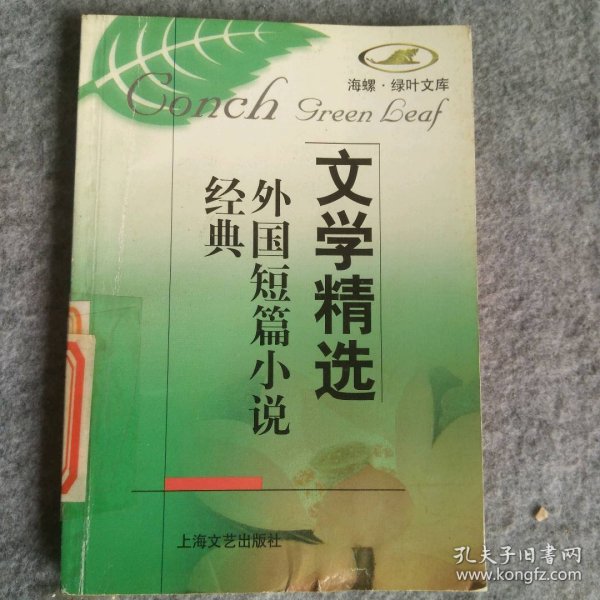 海螺·绿叶文库
Conch Green Leaf
文学精选
外国短篇小说
经典
上海文艺出版社
孔夫子旧书网
www.kongfz.com